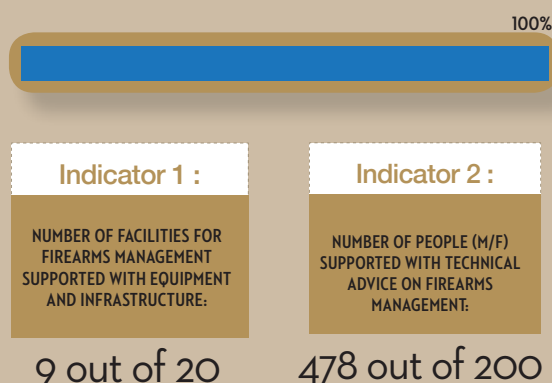 100%
Indicator 1 :
NUMBER OF FACILITIES FOR
FIREARMS MANAGEMENT
SUPPORTED WITH EQUIPMENT
AND INFRASTRUCTURE:
9 out of 20
Indicator 2 :
NUMBER OF PEOPLE (M/F)
SUPPORTED WITH TECHNICAL
ADVICE ON FIREARMS
MANAGEMENT:
478 out of 200